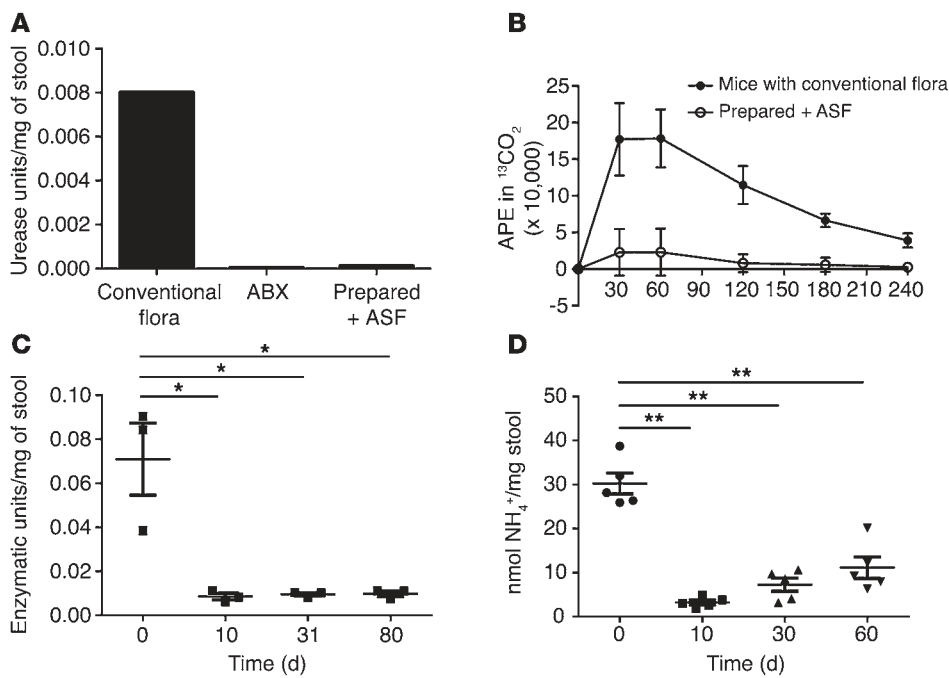 A
Urease units/mg of stool
0.010
0.008
0.006
0.004
0.002
0.000
Conventional
flora
ABX
Prepared
+ ASF
B
APE in ¹³CO₂
(x 10,000)
25
20
15
10
5
0
-5
30 60 90 120 150 180 210 240
Mice with conventional flora
Prepared + ASF
C
Enzymatic units/mg of stool
* 
*
*
0.10
0.08
0.06
0.04
0.02
0.00
0 10 31 80
Time (d)
D
nmol NH₄⁺/mg stool
**
**
**
50
40
30
20
10
0
0 10 30 60
Time (d)